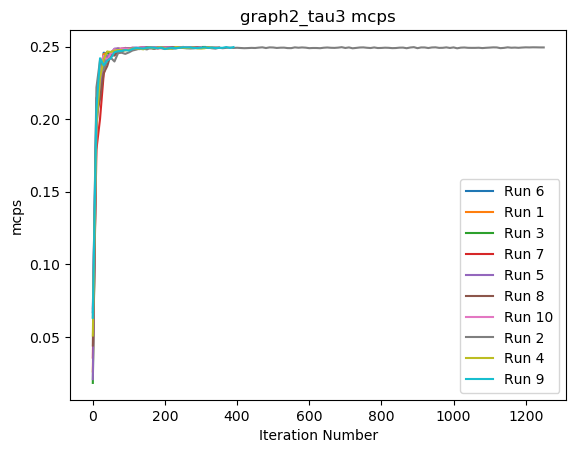 graph2_tau3 mcps
0.25
0.20
0.15
0.10
0.05
mcps
0 200 400 600 800 1000 1200
Iteration Number
Run 6
Run 1
Run 3
Run 7
Run 5
Run 8
Run 10
Run 2
Run 4
Run 9